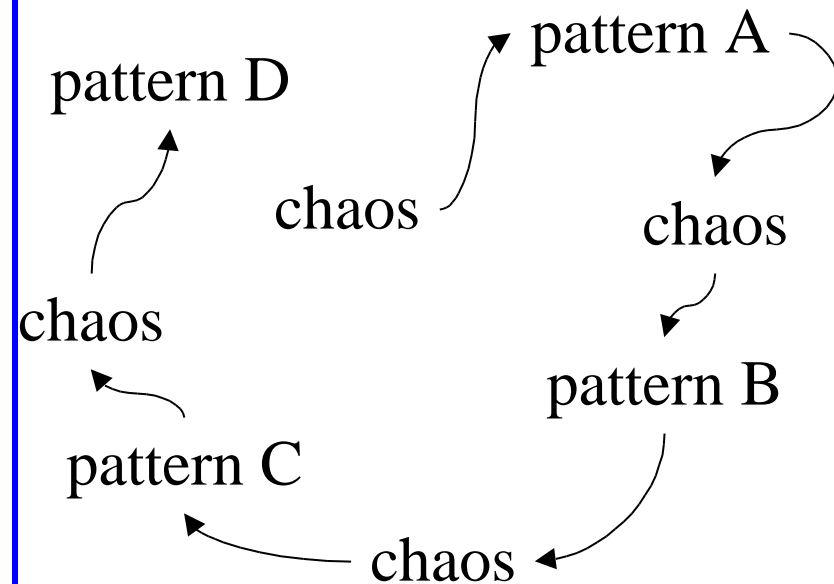 chaos
pattern A
chaos
pattern B
chaos
pattern C
chaos
pattern D